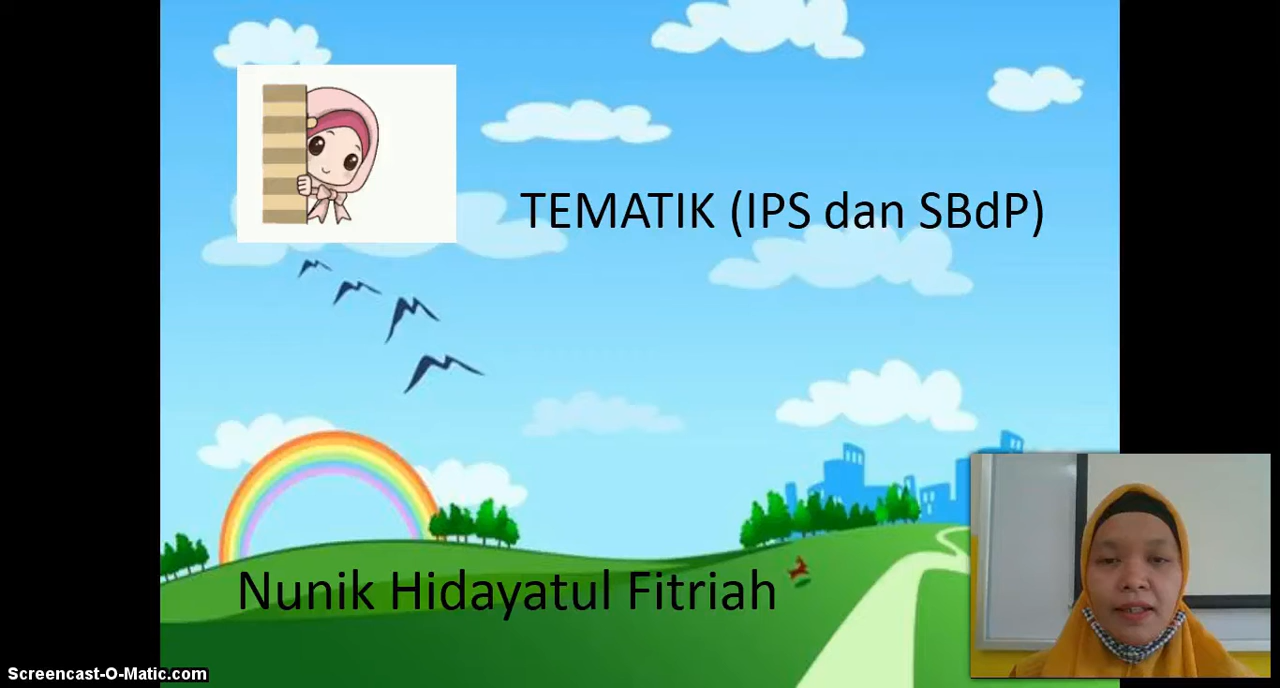 TEMATIK (IPS dan SBdP)
Nunik Hidayatul Fitriah
Screencast-O-Matic.com